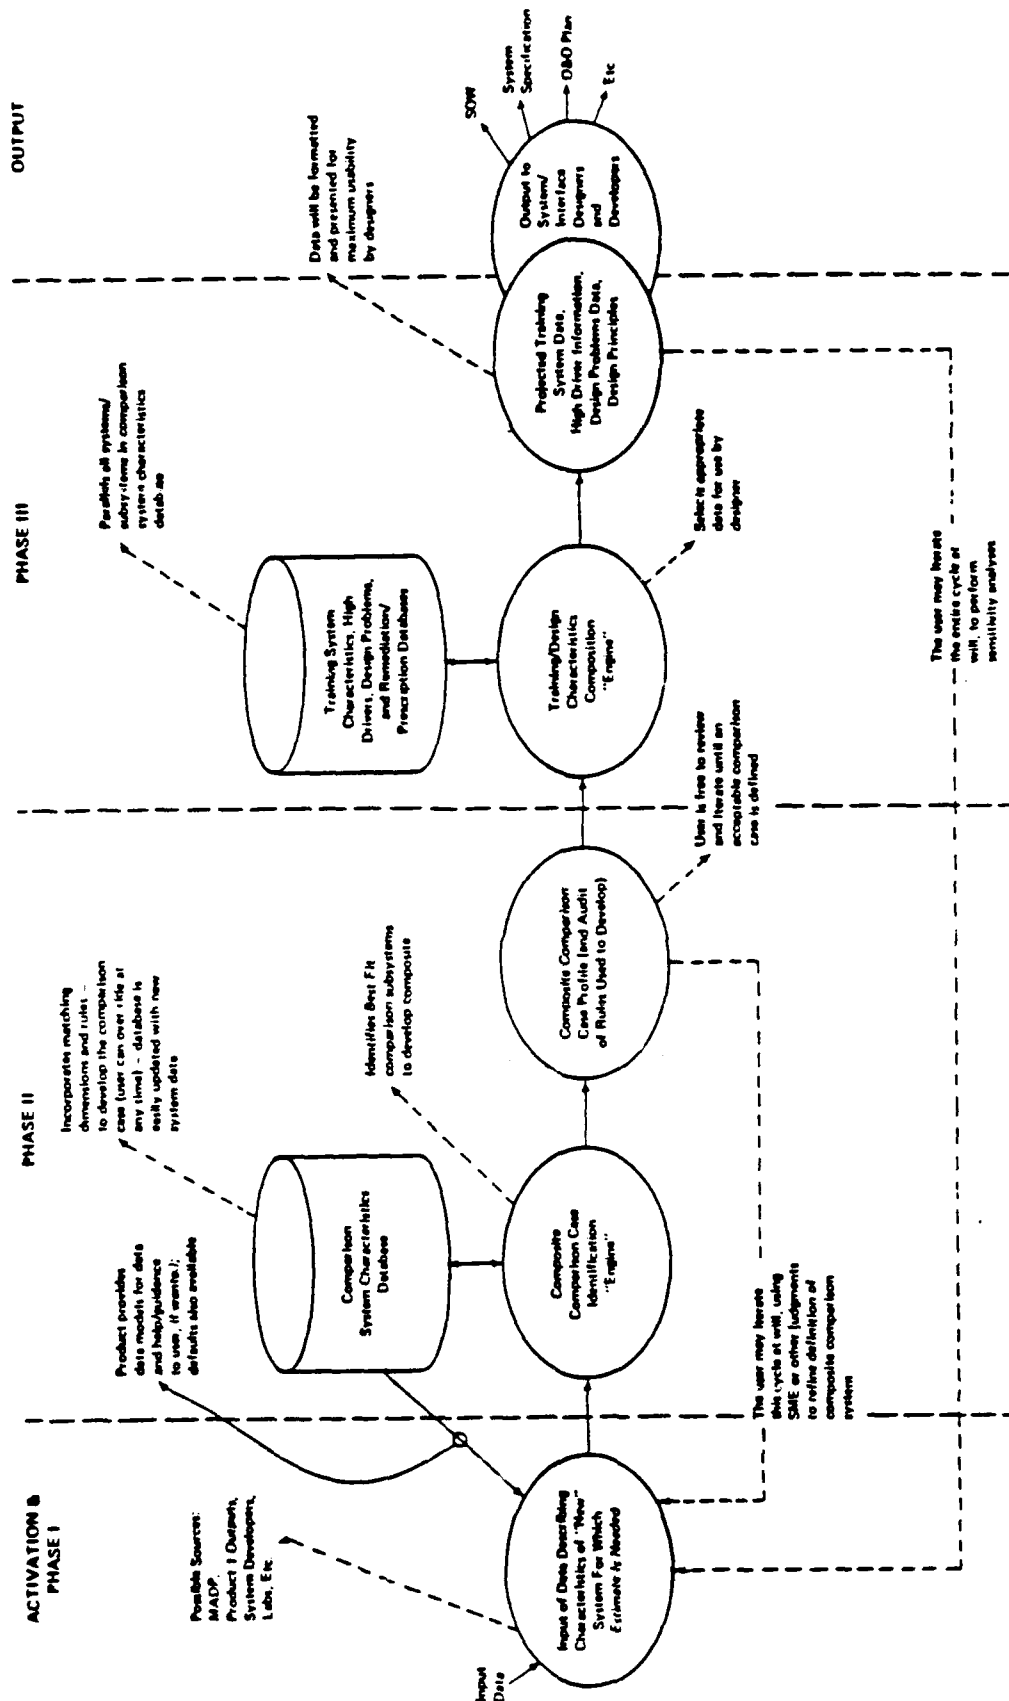 ACTIVATION &
PHASE I
PHASE II
PHASE III
OUTPUT
Possible Sources:
MADP,
Product 1 Outputs,
System Developers,
Labs, Etc
Input
Data
Input of Data Describing
Characteristics of "New"
System For Which
Estimate Is Needed
Product provides
data models for data
and help/guidance
to use, if wanted);
defaults also available
Incorporates matching
dimensions and rules -
to develop the comparison
case (user can over ride at
any time) - database is
easily updated with new
system data
Comparison
System Characteristics
Database
Identifies Best Fit
comparison subsystems
to develop composite
Composite
Comparison Case
Identification
"Engine"
Composite Comparison
Case Profile (and Audit
of Rules Used to Develop)
User is free to review
and iterate until an
acceptable comparison
case is defined
The user may iterate
this cycle at will, using
SME or other judgments
to refine definition of
composite comparison
system
Parallels all systems/
subsystems in comparison
system characteristics
database
Training System
Characteristics, High
Drivers, Design Problems,
and Remediation/
Prescription Databases
Training/Design
Characteristics
Composition
"Engine"
Selects appropriate
data for use by
designer
Data will be formatted
and presented for
maximum usability
by designers
Projected Training
System Data,
High Driver Information,
Design Problems Data,
Design Principles
Output to
System/
Interface
Designers
and
Developers
SOW
System
Specification
O&O Plan
Etc
The user may iterate
the entire cycle at
will, to perform
sensitivity analyses